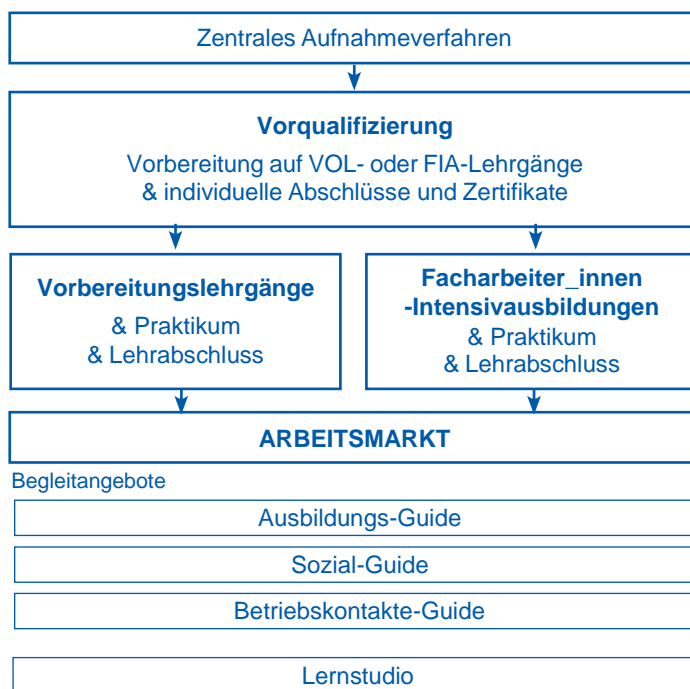 Zentrales Aufnahmeverfahren
Vorqualifizierung
Vorbereitung auf VOL- oder FIA-Lehrgänge
& individuelle Abschlüsse und Zertifikate
Vorbereitungslehrgänge
& Praktikum
& Lehrabschluss
Facharbeiter_innen
-Intensivausbildungen
& Praktikum
& Lehrabschluss
ARBEITSMARKT
Begleitangebote
Ausbildungs-Guide
Sozial-Guide
Betriebskontakte-Guide
Lernstudio